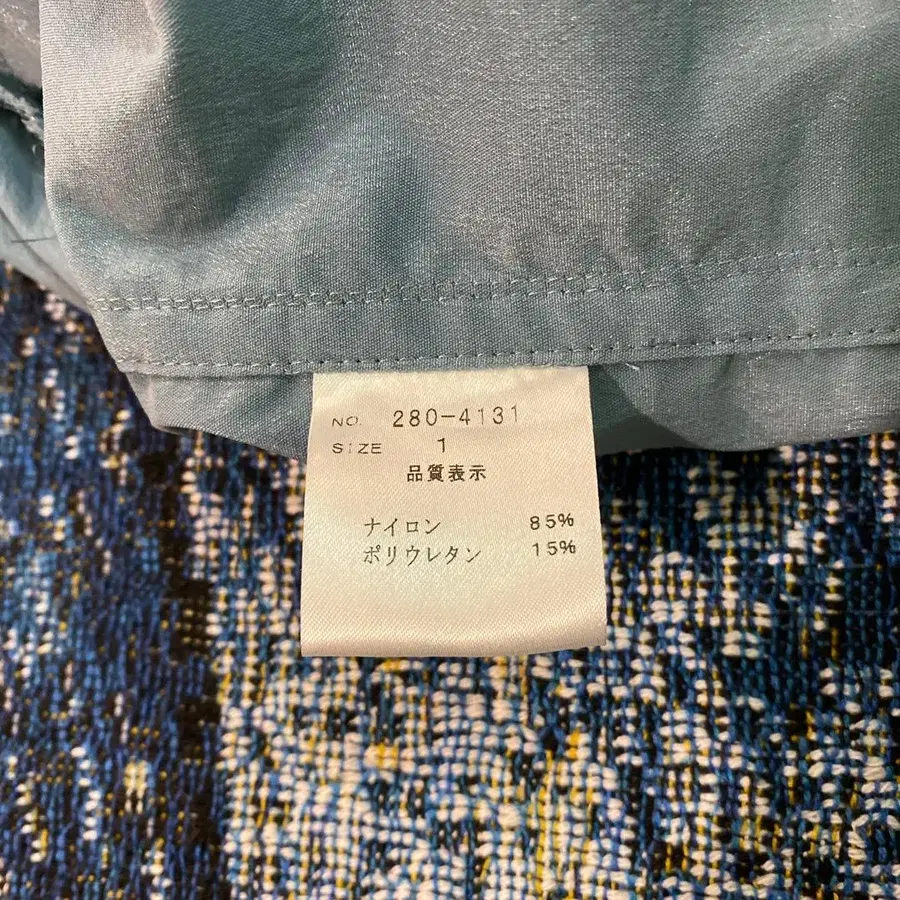 NO. 280-4131
SIZE 1
品質表示
ナイロン 85%
ポリウレタン 15%